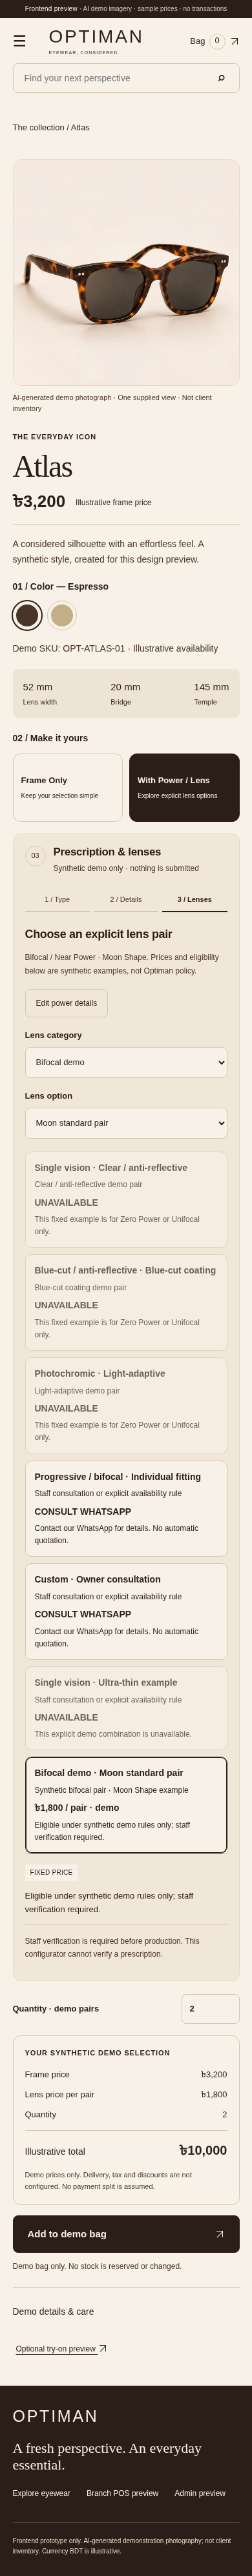 Frontend preview · AI demo imagery · sample prices · no transactions
OPTIMAN
EYEWEAR, CONSIDERED.
Bag 0
Find your next perspective
The collection / Atlas
AI-generated demo photograph · One supplied view · Not client
inventory
THE EVERYDAY ICON
Atlas
৳3,200 Illustrative frame price
A considered silhouette with an effortless feel. A
synthetic style, created for this design preview.
01 / Color — Espresso
Demo SKU: OPT-ATLAS-01 · Illustrative availability
52 mm 20 mm 145 mm
Lens width Bridge Temple
02 / Make it yours
Frame Only With Power / Lens
Keep your selection simple Explore explicit lens options
03 Prescription & lenses
Synthetic demo only · nothing is submitted
1 / Type 2 / Details 3 / Lenses
Choose an explicit lens pair
Bifocal / Near Power · Moon Shape. Prices and eligibility
below are synthetic examples, not Optiman policy.
Edit power details
Lens category
Bifocal demo
Lens option
Moon standard pair
Single vision · Clear / anti-reflective
Clear / anti-reflective demo pair
UNAVAILABLE
This fixed example is for Zero Power or Unifocal
only.
Blue-cut / anti-reflective · Blue-cut coating
Blue-cut coating demo pair
UNAVAILABLE
This fixed example is for Zero Power or Unifocal
only.
Photochromic · Light-adaptive
Light-adaptive demo pair
UNAVAILABLE
This fixed example is for Zero Power or Unifocal
only.
Progressive / bifocal · Individual fitting
Staff consultation or explicit availability rule
CONSULT WHATSAPP
Contact our WhatsApp for details. No automatic
quotation.
Custom · Owner consultation
Staff consultation or explicit availability rule
CONSULT WHATSAPP
Contact our WhatsApp for details. No automatic
quotation.
Single vision · Ultra-thin example
Staff consultation or explicit availability rule
UNAVAILABLE
This explicit demo combination is unavailable.
Bifocal demo · Moon standard pair
Synthetic bifocal pair · Moon Shape example
৳1,800 / pair · demo
Eligible under synthetic demo rules only; staff
verification required.
FIXED PRICE
Eligible under synthetic demo rules only; staff
verification required.
Staff verification is required before production. This
configurator cannot verify a prescription.
Quantity · demo pairs 2
YOUR SYNTHETIC DEMO SELECTION
Frame price ৳3,200
Lens price per pair ৳1,800
Quantity 2
Illustrative total ৳10,000
Demo prices only. Delivery, tax and discounts are not
configured. No payment split is assumed.
Add to demo bag
Demo bag only. No stock is reserved or changed.
Demo details & care
Optional try-on preview
OPTIMAN
A fresh perspective. An everyday
essential.
Explore eyewear Branch POS preview Admin preview
Frontend prototype only. AI-generated demonstration photography; not client
inventory. Currency BDT is illustrative.